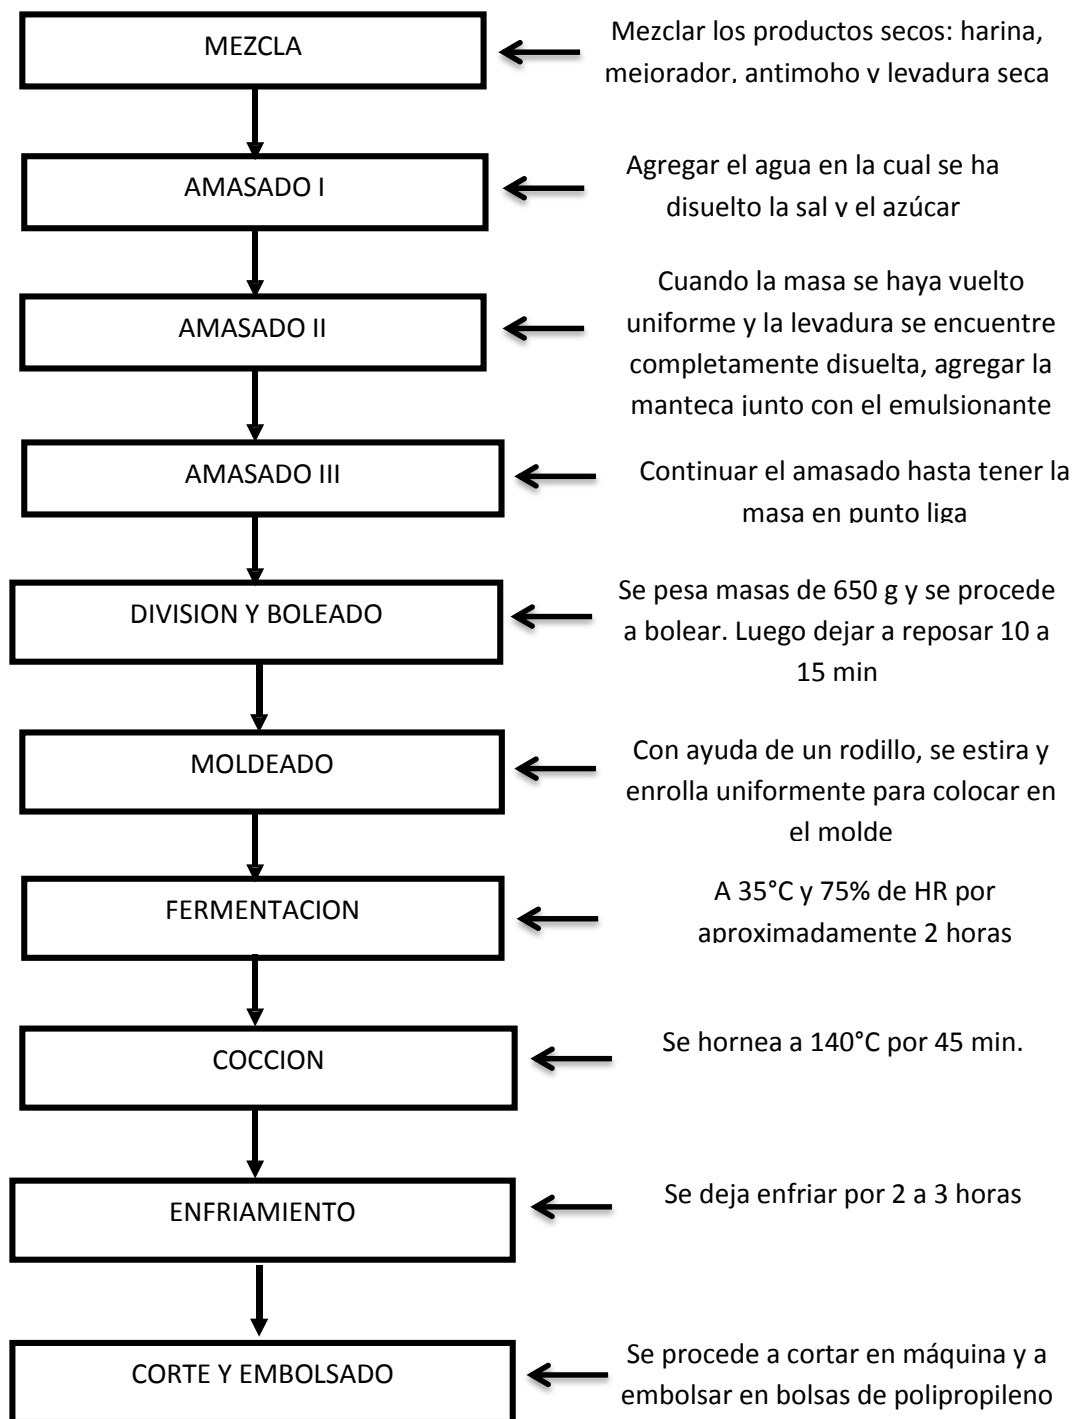 MEZCLA
Mezclar los productos secos: harina,
mejorador, antimoho y levadura seca
AMASADO I
Agregar el agua en la cual se ha
disuelto la sal y el azúcar
AMASADO II
Cuando la masa se haya vuelto
uniforme y la levadura se encuentre
completamente disuelta, agregar la
manteca junto con el emulsionante
AMASADO III
Continuar el amasado hasta tener la
masa en punto liga
DIVISION Y BOLEADO
Se pesa masas de 650 g y se procede
a bolear. Luego dejar a reposar 10 a
15 min
MOLDEADO
Con ayuda de un rodillo, se estira y
enrolla uniformente para colocar en
el molde
FERMENTACION
A 35°C y 75% de HR por
aproximadamente 2 horas
COCCION
Se hornea a 140°C por 45 min.
ENFRIAMIENTO
Se deja enfriar por 2 a 3 horas
CORTE Y EMBOLSADO
Se procede a cortar en máquina y a
embolsar en bolsas de polipropileno